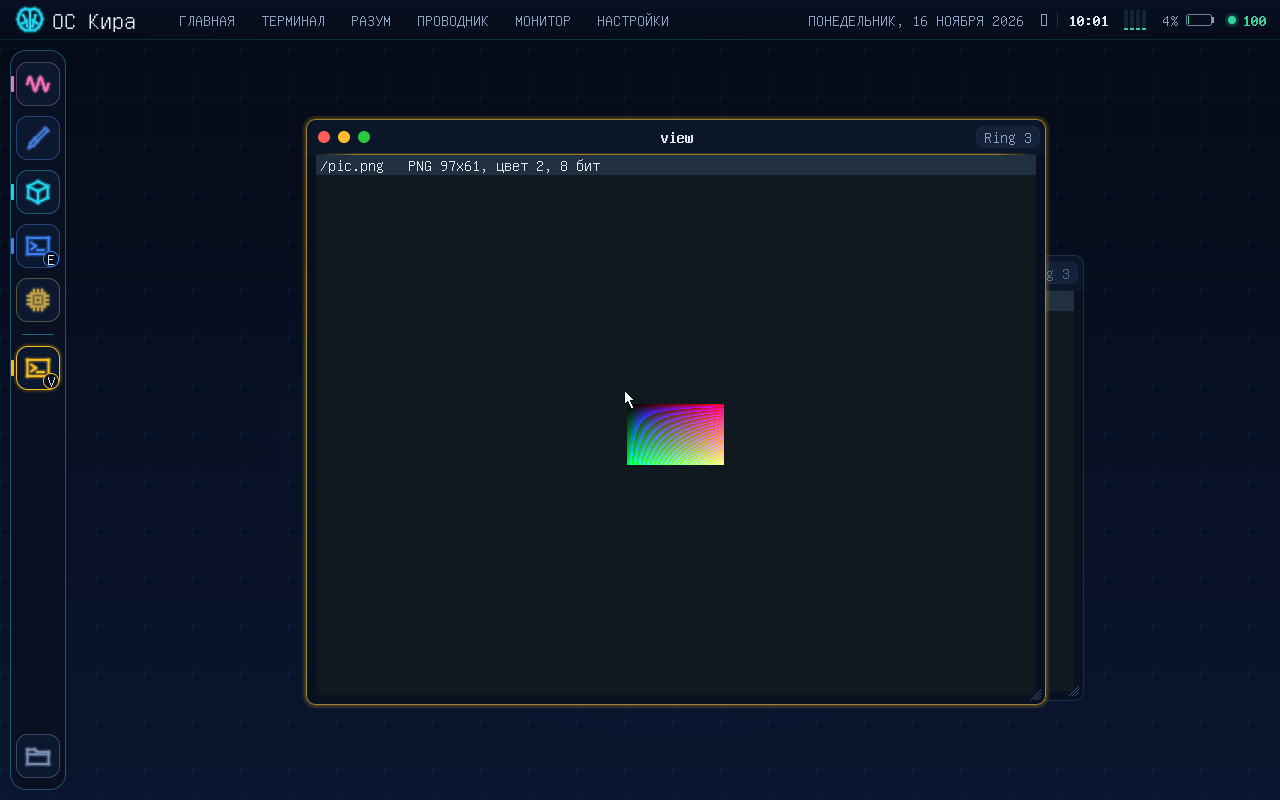 ОС Кира ГЛАВНАЯ ТЕРМИНАЛ РАЗУМ ПРОВОДНИК МОНИТОР НАСТРОЙКИ ПОНЕДЕЛЬНИК, 16 НОЯБРЯ 2026 10:01 4% 100
view Ring 3
/pic.png PNG 97x61, цвет 2, 8 бит
E
g 3
V